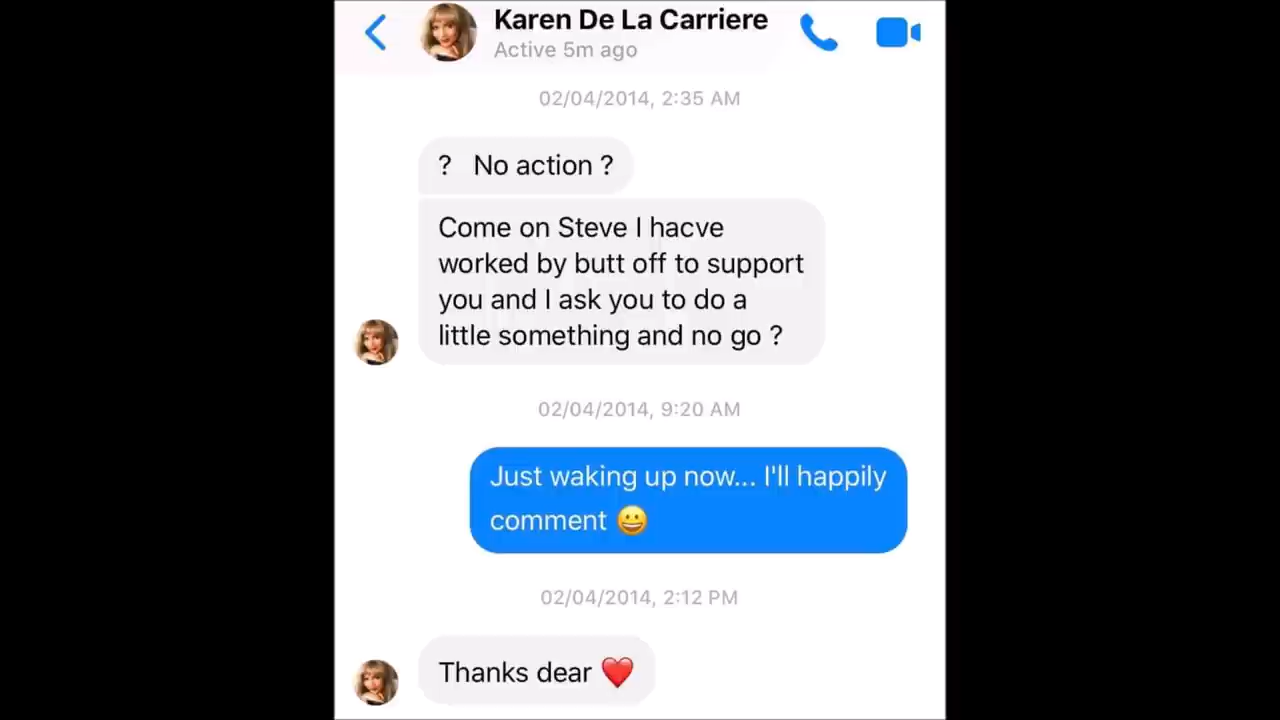 Karen De La Carriere
Active 5m ago
02/04/2014, 2:35 AM
?   No action ?
Come on Steve I hacve
worked by butt off to support
you and I ask you to do a
little something and no go ?
02/04/2014, 9:20 AM
Just waking up now... I'll happily
comment 😀
02/04/2014, 2:12 PM
Thanks dear ❤️